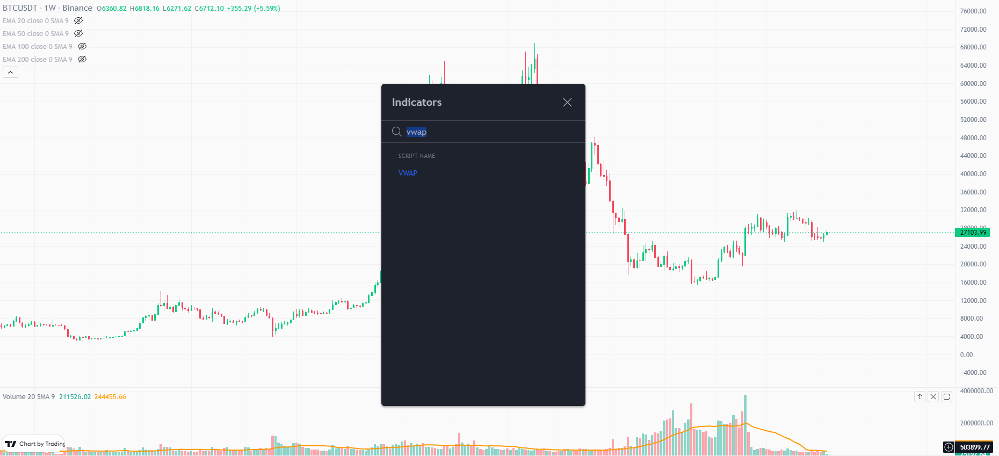 BTCUSDT · 1W · Binance O6360.82 H6818.16 L6271.62 C6712.10 +355.29 (+5.59%)
EMA 20 close 0 SMA 9
EMA 50 close 0 SMA 9
EMA 100 close 0 SMA 9
EMA 200 close 0 SMA 9
Indicators
vwap
SCRIPT NAME
VWAP
76000.00
72000.00
68000.00
64000.00
60000.00
56000.00
52000.00
48000.00
44000.00
40000.00
36000.00
32000.00
27103.99
24000.00
20000.00
16000.00
12000.00
8000.00
4000.00
0.00
−4000.00
Volume 20 SMA 9 211526.02 244455.66
4000000.00
2000000.00
503899.77
Chart by Trading